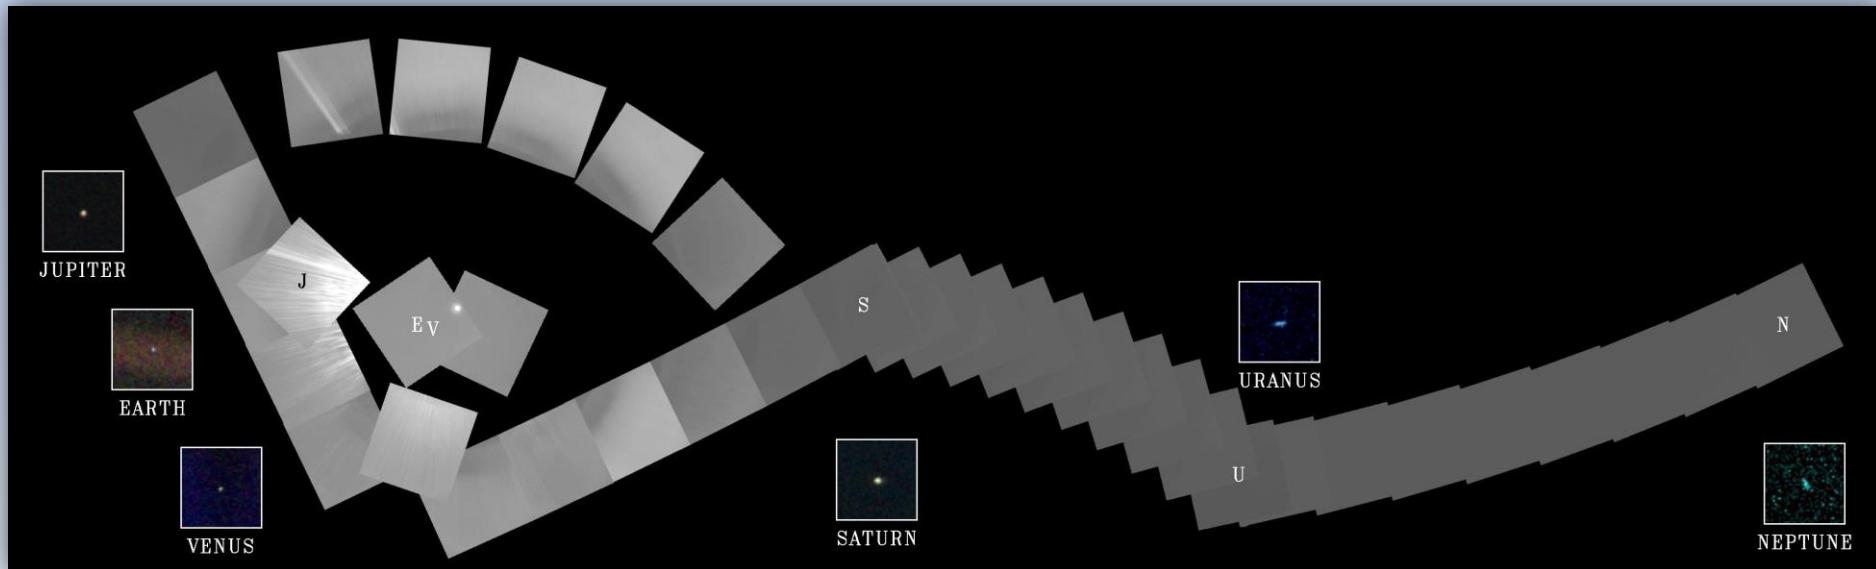 JUPITER
EARTH
VENUS
J
E V
S
SATURN
U
URANUS
N
NEPTUNE